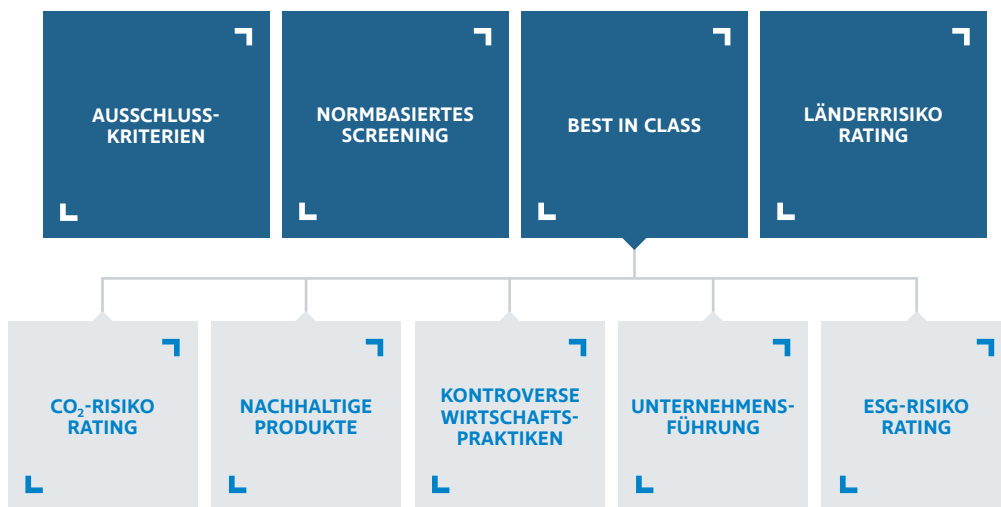 AUSSCHLUSS-
KRITERIEN
NORMBASIERTES
SCREENING
BEST IN CLASS
LÄNDERRISIKO
RATING
CO₂-RISIKO
RATING
NACHHALTIGE
PRODUKTE
KONTROVERSE
WIRTSCHAFTS-
PRAKTIKEN
UNTERNEHMENS-
FÜHRUNG
ESG-RISIKO
RATING